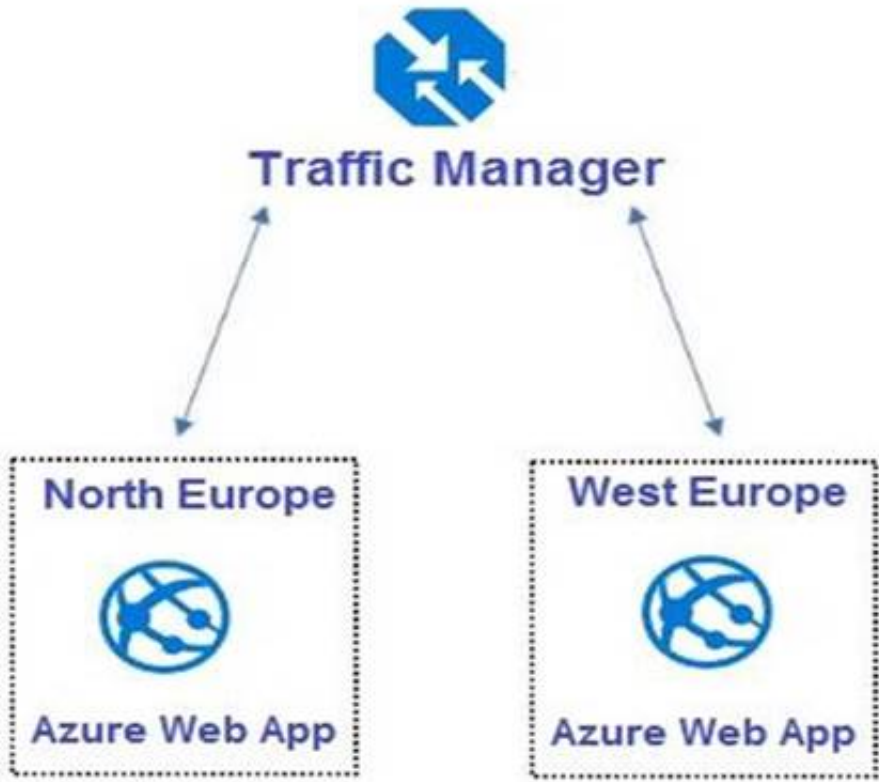 Traffic Manager
North Europe
Azure Web App
West Europe
Azure Web App